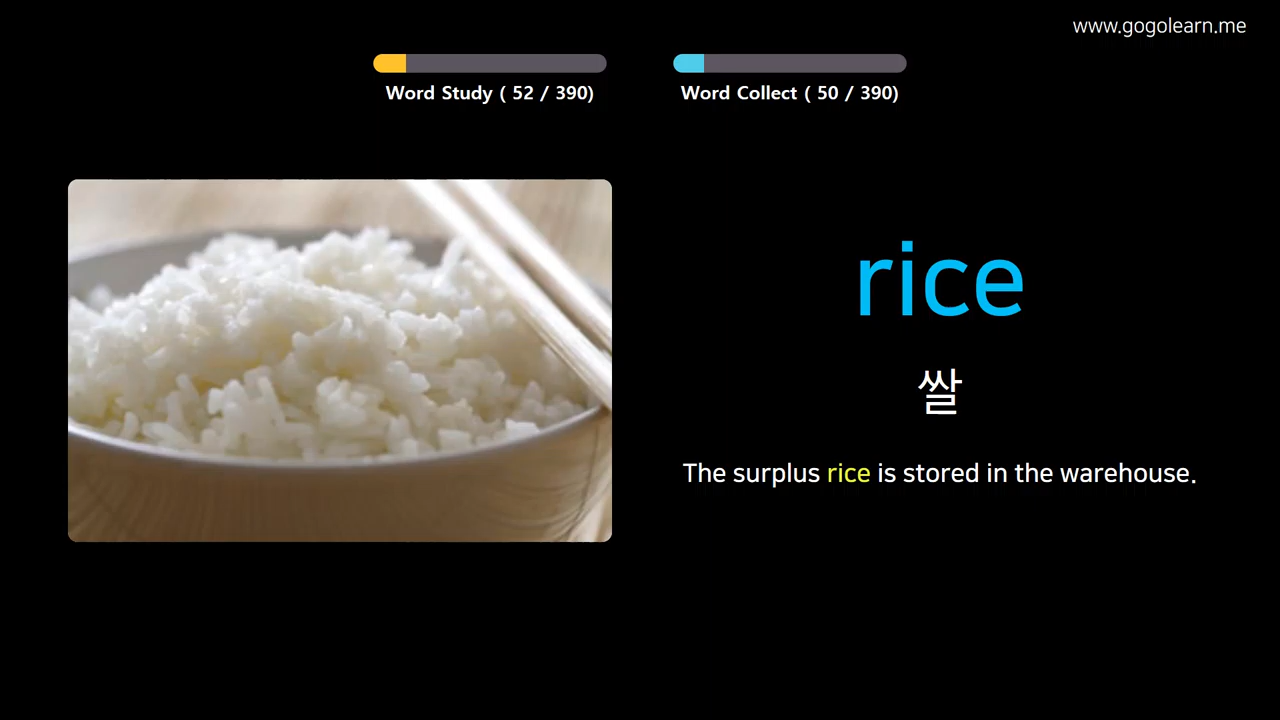 www.gogolearn.me
Word Study ( 52 / 390)
Word Collect ( 50 / 390)
rice
쌀
The surplus rice is stored in the warehouse.